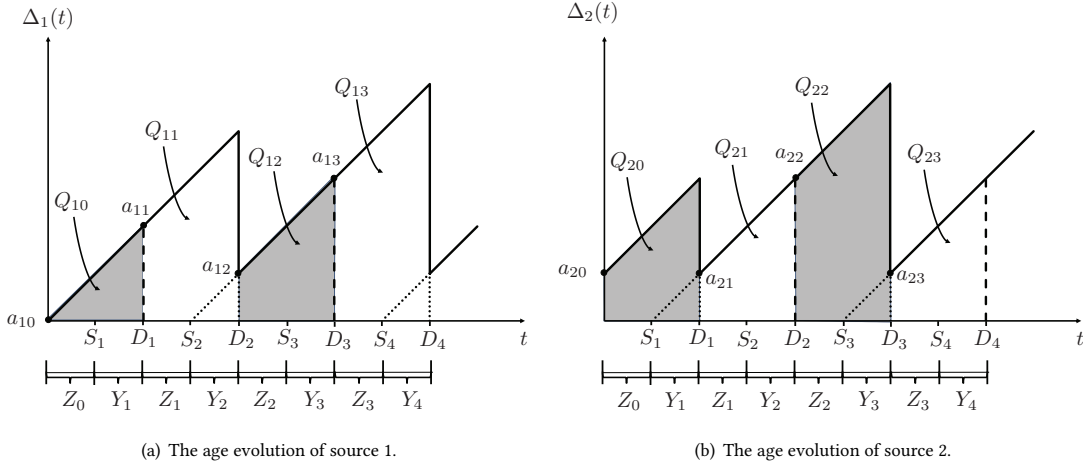 Δ₁(t)
Q₁₃
Q₁₁
Q₁₂
a₁₃
Q₁₀
a₁₁
a₁₂
a₁₀
S₁ D₁ S₂ D₂ S₃ D₃ S₄ D₄ t
Z₀ Y₁ Z₁ Y₂ Z₂ Y₃ Z₃ Y₄
(a) The age evolution of source 1.
Δ₂(t)
Q₂₂
Q₂₀
Q₂₁
a₂₂
Q₂₃
a₂₀
a₂₁
a₂₃
S₁ D₁ S₂ D₂ S₃ D₃ S₄ D₄ t
Z₀ Y₁ Z₁ Y₂ Z₂ Y₃ Z₃ Y₄
(b) The age evolution of source 2.